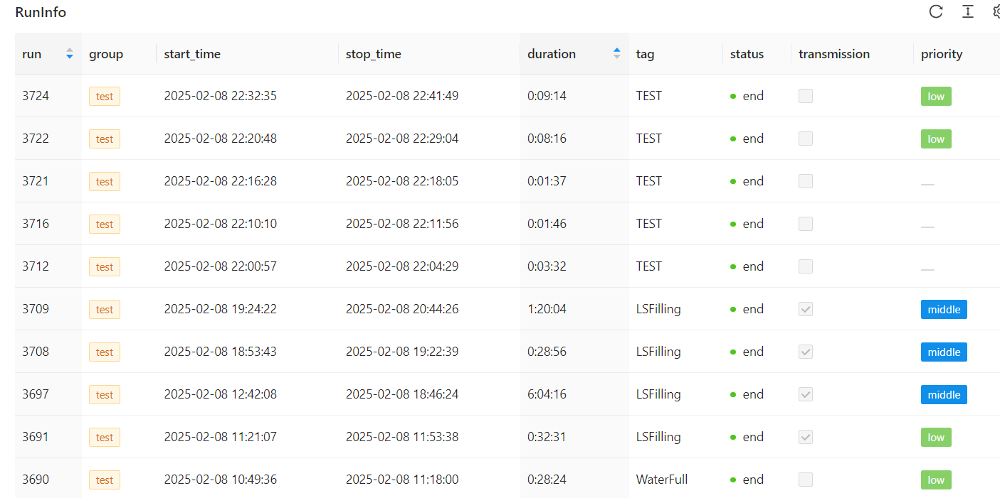 RunInfo
run group start_time stop_time duration tag status transmission priority
3724 test 2025-02-08 22:32:35 2025-02-08 22:41:49 0:09:14 TEST end low
3722 test 2025-02-08 22:20:48 2025-02-08 22:29:04 0:08:16 TEST end low
3721 test 2025-02-08 22:16:28 2025-02-08 22:18:05 0:01:37 TEST end —
3716 test 2025-02-08 22:10:10 2025-02-08 22:11:56 0:01:46 TEST end —
3712 test 2025-02-08 22:00:57 2025-02-08 22:04:29 0:03:32 TEST end —
3709 test 2025-02-08 19:24:22 2025-02-08 20:44:26 1:20:04 LSFilling end middle
3708 test 2025-02-08 18:53:43 2025-02-08 19:22:39 0:28:56 LSFilling end middle
3697 test 2025-02-08 12:42:08 2025-02-08 18:46:24 6:04:16 LSFilling end middle
3691 test 2025-02-08 11:21:07 2025-02-08 11:53:38 0:32:31 LSFilling end low
3690 test 2025-02-08 10:49:36 2025-02-08 11:18:00 0:28:24 WaterFull end low